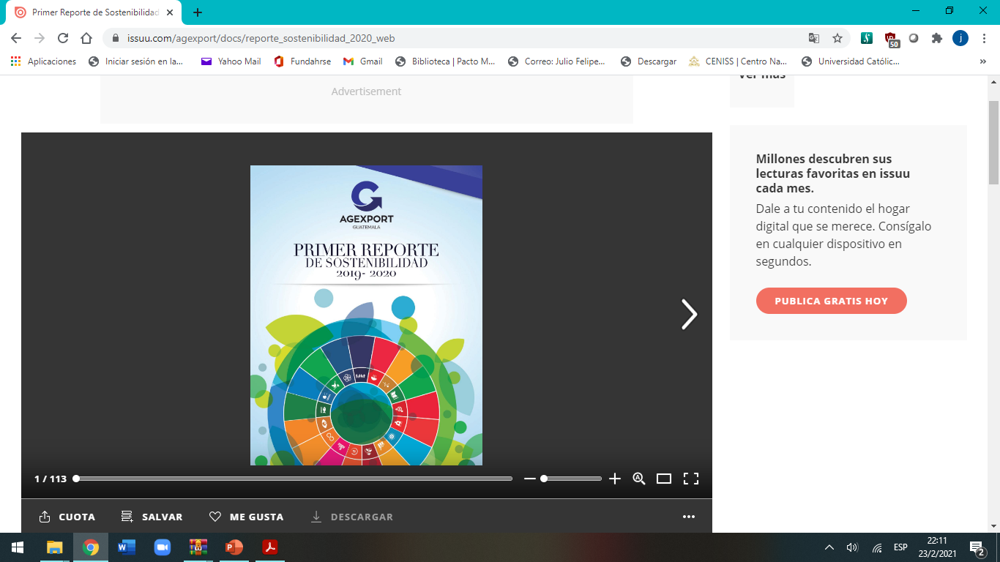 Primer Reporte de Sostenibilidad
issuu.com/agexport/docs/reporte_sostenibilidad_2020_web
50
j
Aplicaciones
Iniciar sesión en la...
Yahoo Mail
Fundahrse
Gmail
Biblioteca | Pacto M...
Correo: Julio Felipe...
Descargar
CENISS | Centro Na...
Universidad Católic...
»
Advertisement
Ver más
AGEXPORT
GUATEMALA
PRIMER REPORTE
DE SOSTENIBILIDAD
2019- 2020
Millones descubren sus
lecturas favoritas en issuu
cada mes.
Dale a tu contenido el hogar
digital que se merece. Consígalo
en cualquier dispositivo en
segundos.
PUBLICA GRATIS HOY
1 / 113
CUOTA
SALVAR
ME GUSTA
DESCARGAR
ESP
22:11
23/2/2021
2